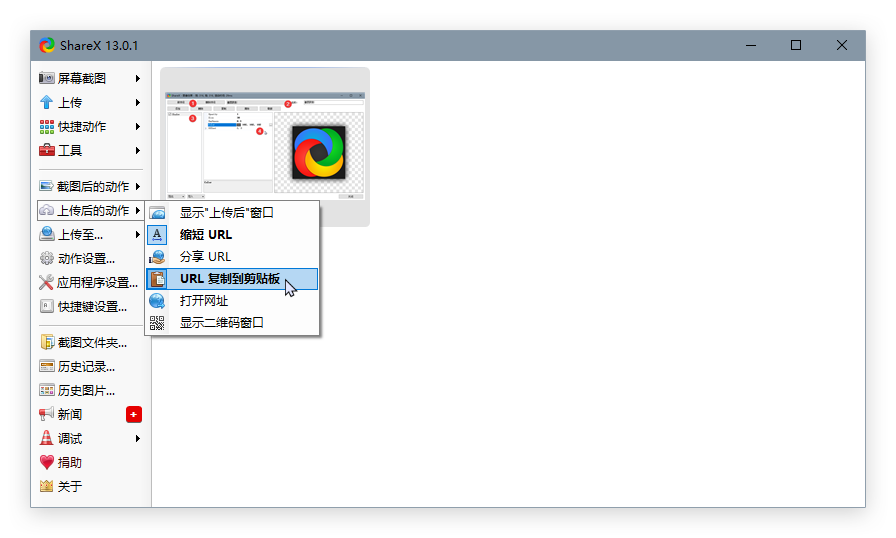 ShareX 13.0.1
屏幕截图
上传
快捷动作
工具
截图后的动作
上传后的动作
上传至...
动作设置...
应用程序设置...
快捷键设置...
截图文件夹...
历史记录...
历史图片...
新闻
调试
捐助
关于
显示"上传后"窗口
缩短 URL
分享 URL
URL 复制到剪贴板
打开网址
显示二维码窗口
1
2
3
4